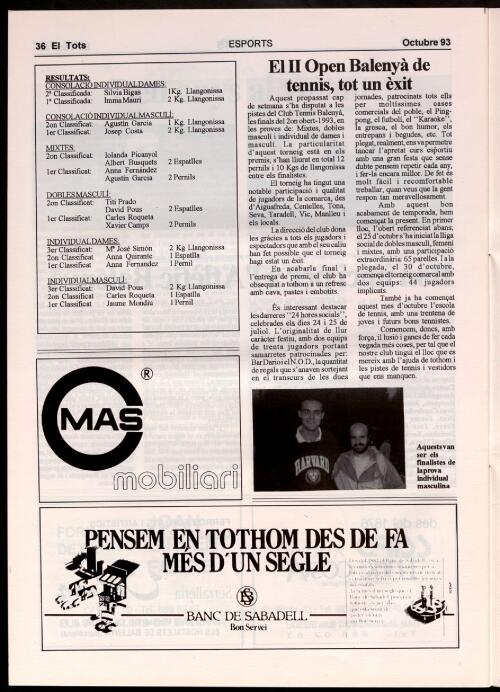 36 El Tots
ESPORTS
Octubre 93
RESULTATS:
CONSOLACIÓ INDIVIDUAL DAMES:
2ª Classificada: Silvia Bigas 1 Kg. Llangonissa
1ª Classificada: Imma Mauri 2 Kg. Llangonissa
CONSOLACIÓ INDIVIDUAL MASCULÍ:
2on Classificat: Agustin Garcia 1 Kg. Llangonissa
1er Classificat: Josep Costa 2 Kg. Llangonissa
MIXTES:
2on Classificat: Iolanda Picanyol
Albert Busquets 2 Espatlles
1er Classificat: Anna Fernández
Agustin Garcia 2 Pernils
DOBLES MASCULÍ:
2on Classificat: Titi Prado
David Pous 2 Espatlles
1er Classificat: Carles Roqueta
Xavier Camps 2 Pernils
INDIVIDUAL DAMES:
3er Classificat: Mª José Simón 2 Kg Llangonissa
2on Classificat Anna Quirante 1 Espatlla
1er Classificat Anna Fernandez 1 Pernil
INDIVIDUAL MASCULÍ:
3er Classificat: David Pous 2 Kg Llangonissa
2on Classificat Carles Roqueta 1 Espatlla
1er Classificat Jaume Mondiu 1 Pernil
El II Open Balenyà de
tennis, tot un èxit
Aquest propassat cap
de setmana s'ha disputat a les
pistes del Club Tennis Balenyà,
les finals del 2on obert-1993, en
les proves de: Mixtes, dobles
masculí i individual de dames i
masculí. La particularitat
d'aquest torneig està en els
premis; s'han lliurat en total 12
pernils i 10 Kgs de llangonissa
entre els finalistes.
El torneig ha tingut una
notable participació i qualitat
de jugadors de la comarca, des
d'Aiguafreda, Centelles, Tona,
Seva, Taradell, Vic, Manlleu i
els locals.
La direcció del club dona
les gràcies a tots els jugadors i
espectadors que amb el seu caliu
han fet possible que el torneig
hagi estat un èxit.
En acabar la final i
l'entrega de premi, el club ha
obsequiat a tothom a un refresc
amb cava, pastes i embotits.
És interessant destacar
les darreres "24 hores socials",
celebrades els dies 24 i 25 de
juliol. L'originalitat de llur
caràcter festiu, amb dos equips
de trenta jugadors portant
samarretes patrocinades per:
Bar Dario i el N.O.D., la quantitat
de regals que s'anaven sortejant
en el transcurs de les dues
jornades, patrocinats tots ells
per moltíssimes cases
comercials del poble, el Ping-
pong, el futbolí, el "Karaoke",
la gresca, el bon humor, els
entrepans i begudes, etc. Tot
plegat, realment, ens va permetre
lançar l'apretat curs esportiu
amb una gran festa que sense
dubte pensem repetir cada any,
i fer-la encara millor. De fet és
molt fàcil i reconfortable
treballar, quan veus que la gent
respon tan meravellosament.
Amb aquest bon
acabament de temporada, hem
començat la present. En primer
lloc, l'obert referencial abans;
el 25 d'octubre s'ha iniciat la lliga
social de dobles masculí, femení
i mixtes, amb una participació
extraordinària: 65 parelles. I a la
plegada, el 30 d'octubre,
comença el torneig comarcal amb
dos equips: 44 jugadors
implicats.
També ja ha començat
aquest mes d'octubre l'escola
de tennis, amb una trentena de
joves i futurs bons tennistes.
Comencem, doncs, amb
força, il lusió i ganes de fer cada
vegada més coses, per tal que el
nostre club tingui el lloc que es
mereix amb l'ajuda de tothom i
les pistes de tennis i vestidors
que ens manquen.
®
MAS
mobiliari
HARVARD
Aquests van
ser els
finalistes de
la prova
individual
masculina
PENSEM EN TOTHOM DES DE FA
MÉS D'UN SEGLE
BANC DE SABADELL
Bon Servei